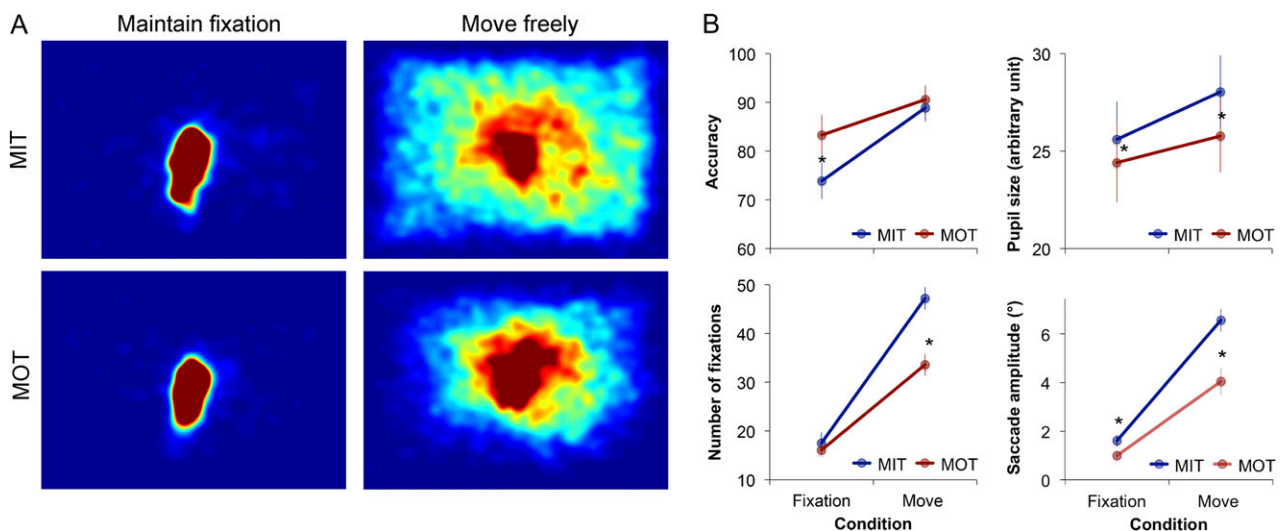 A
Maintain fixation
Move freely
MIT
MOT
B
Accuracy
100
90
80
70
60
*
MIT
MOT
Pupil size (arbitrary unit)
30
25
20
*
*
MIT
MOT
Number of fixations
50
40
30
20
10
*
MIT
MOT
Fixation
Move
Condition
Saccade amplitude (°)
6
4
2
0
*
*
MIT
MOT
Fixation
Move
Condition